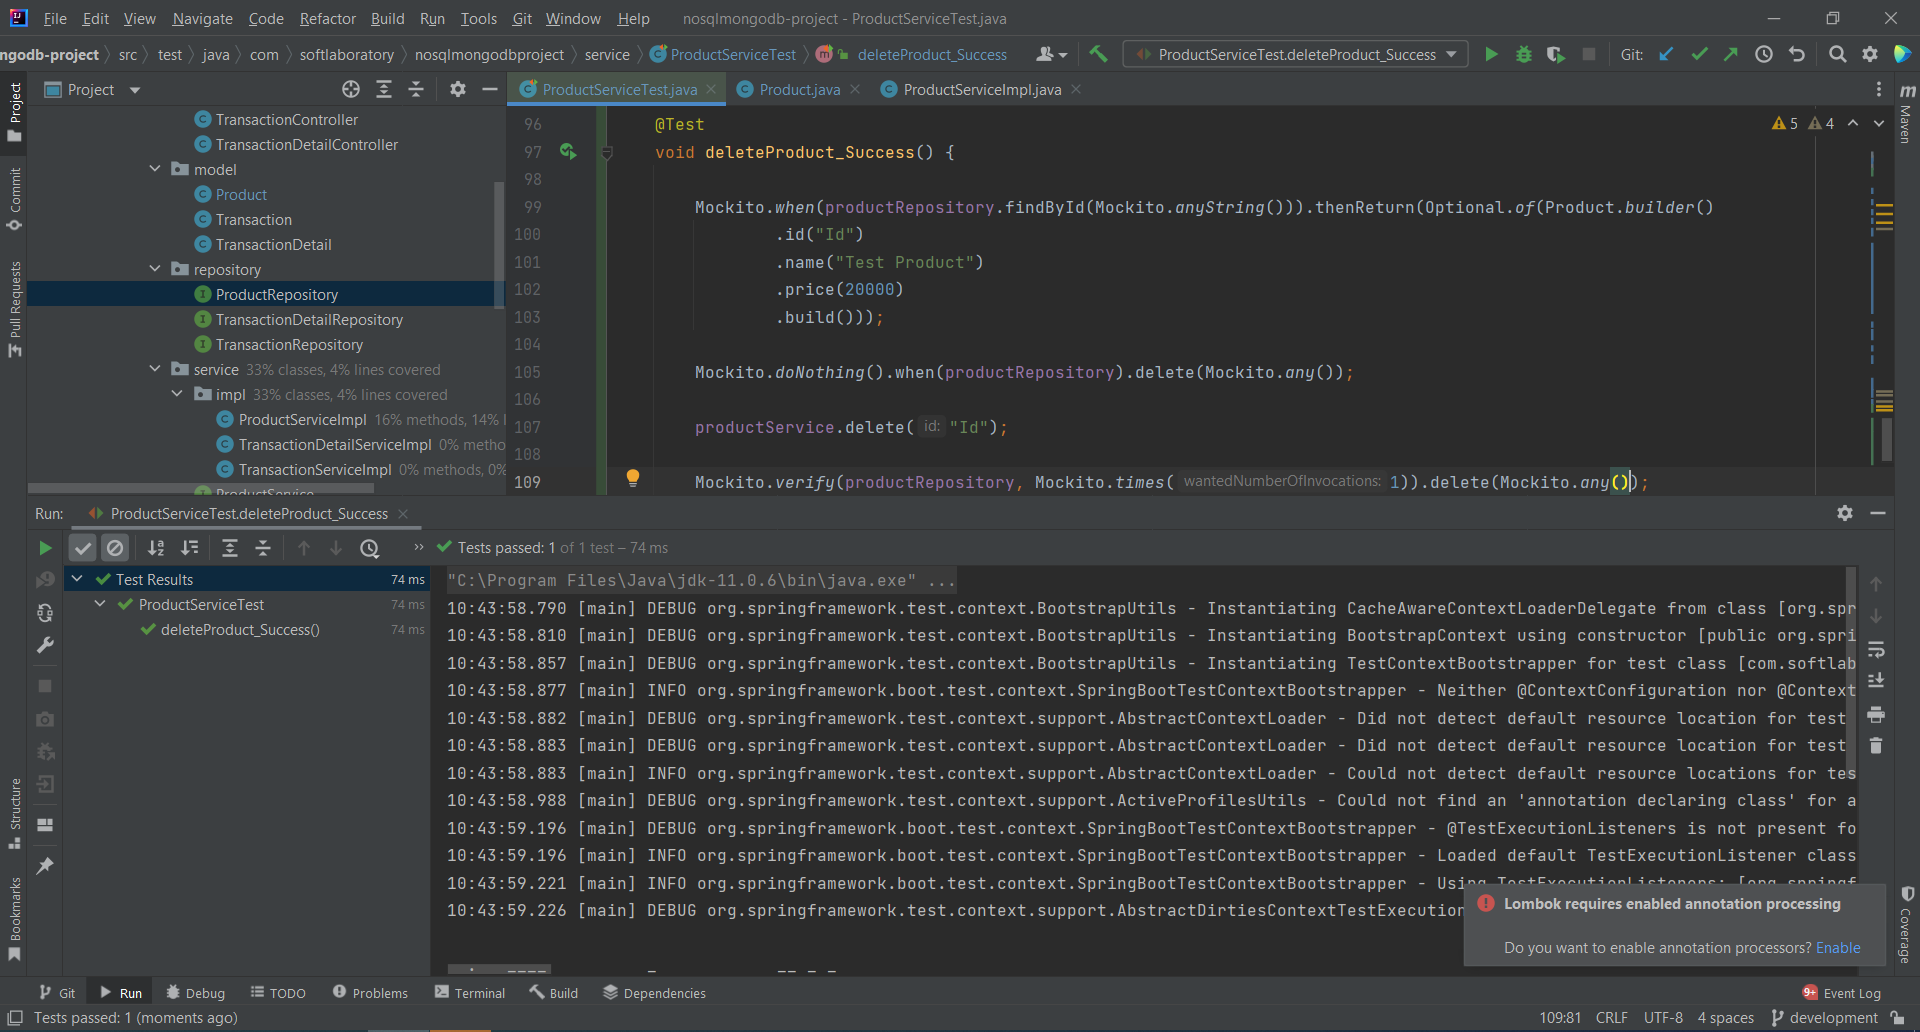 File Edit View Navigate Code Refactor Build Run Tools Git Window Help nosqlmongodb-project - ProductServiceTest.java
ngodb-project src test java com softlaboratory nosqlmongodbproject service ProductServiceTest deleteProduct_Success ProductServiceTest.deleteProduct_Success Git:
Project
ProductServiceTest.java Product.java ProductServiceImpl.java
Project
Commit
Pull Requests
Structure
Bookmarks
Maven
Coverage
TransactionController
TransactionDetailController
model
Product
Transaction
TransactionDetail
repository
ProductRepository
TransactionDetailRepository
TransactionRepository
service 33% classes, 4% lines covered
impl 33% classes, 4% lines covered
ProductServiceImpl 16% methods, 14%
TransactionDetailServiceImpl 0% metho
TransactionServiceImpl 0% methods, 0%
ProductService
5 4
96 @Test
97 void deleteProduct_Success() {
98
99 Mockito.when(productRepository.findById(Mockito.anyString())).thenReturn(Optional.of(Product.builder()
100 .id("Id")
101 .name("Test Product")
102 .price(20000)
103 .build()));
104
105 Mockito.doNothing().when(productRepository).delete(Mockito.any());
106
107 productService.delete( id: "Id");
108
109 Mockito.verify(productRepository, Mockito.times( wantedNumberOfInvocations: 1)).delete(Mockito.any());
Run: ProductServiceTest.deleteProduct_Success
Tests passed: 1 of 1 test – 74 ms
Test Results 74 ms
ProductServiceTest 74 ms
deleteProduct_Success() 74 ms
"C:\Program Files\Java\jdk-11.0.6\bin\java.exe" ...
10:43:58.790 [main] DEBUG org.springframework.test.context.BootstrapUtils - Instantiating CacheAwareContextLoaderDelegate from class [org.spr
10:43:58.810 [main] DEBUG org.springframework.test.context.BootstrapUtils - Instantiating BootstrapContext using constructor [public org.spri
10:43:58.857 [main] DEBUG org.springframework.test.context.BootstrapUtils - Instantiating TestContextBootstrapper for test class [com.softlab
10:43:58.877 [main] INFO org.springframework.boot.test.context.SpringBootTestContextBootstrapper - Neither @ContextConfiguration nor @Context
10:43:58.882 [main] DEBUG org.springframework.test.context.support.AbstractContextLoader - Did not detect default resource location for test
10:43:58.883 [main] DEBUG org.springframework.test.context.support.AbstractContextLoader - Did not detect default resource location for test
10:43:58.883 [main] INFO org.springframework.test.context.support.AbstractContextLoader - Could not detect default resource locations for tes
10:43:58.988 [main] DEBUG org.springframework.test.context.support.ActiveProfilesUtils - Could not find an 'annotation declaring class' for a
10:43:59.196 [main] DEBUG org.springframework.boot.test.context.SpringBootTestContextBootstrapper - @TestExecutionListeners is not present fo
10:43:59.196 [main] INFO org.springframework.boot.test.context.SpringBootTestContextBootstrapper - Loaded default TestExecutionListener class
10:43:59.221 [main] INFO org.springframework.boot.test.context.SpringBootTestContextBootstrapper - Using TestExecutionListeners: [org.springf
10:43:59.226 [main] DEBUG org.springframework.test.context.support.AbstractDirtiesContextTestExecution
Lombok requires enabled annotation processing
Do you want to enable annotation processors? Enable
Git Run Debug TODO Problems Terminal Build Dependencies 9+ Event Log
Tests passed: 1 (moments ago) 109:81 CRLF UTF-8 4 spaces development